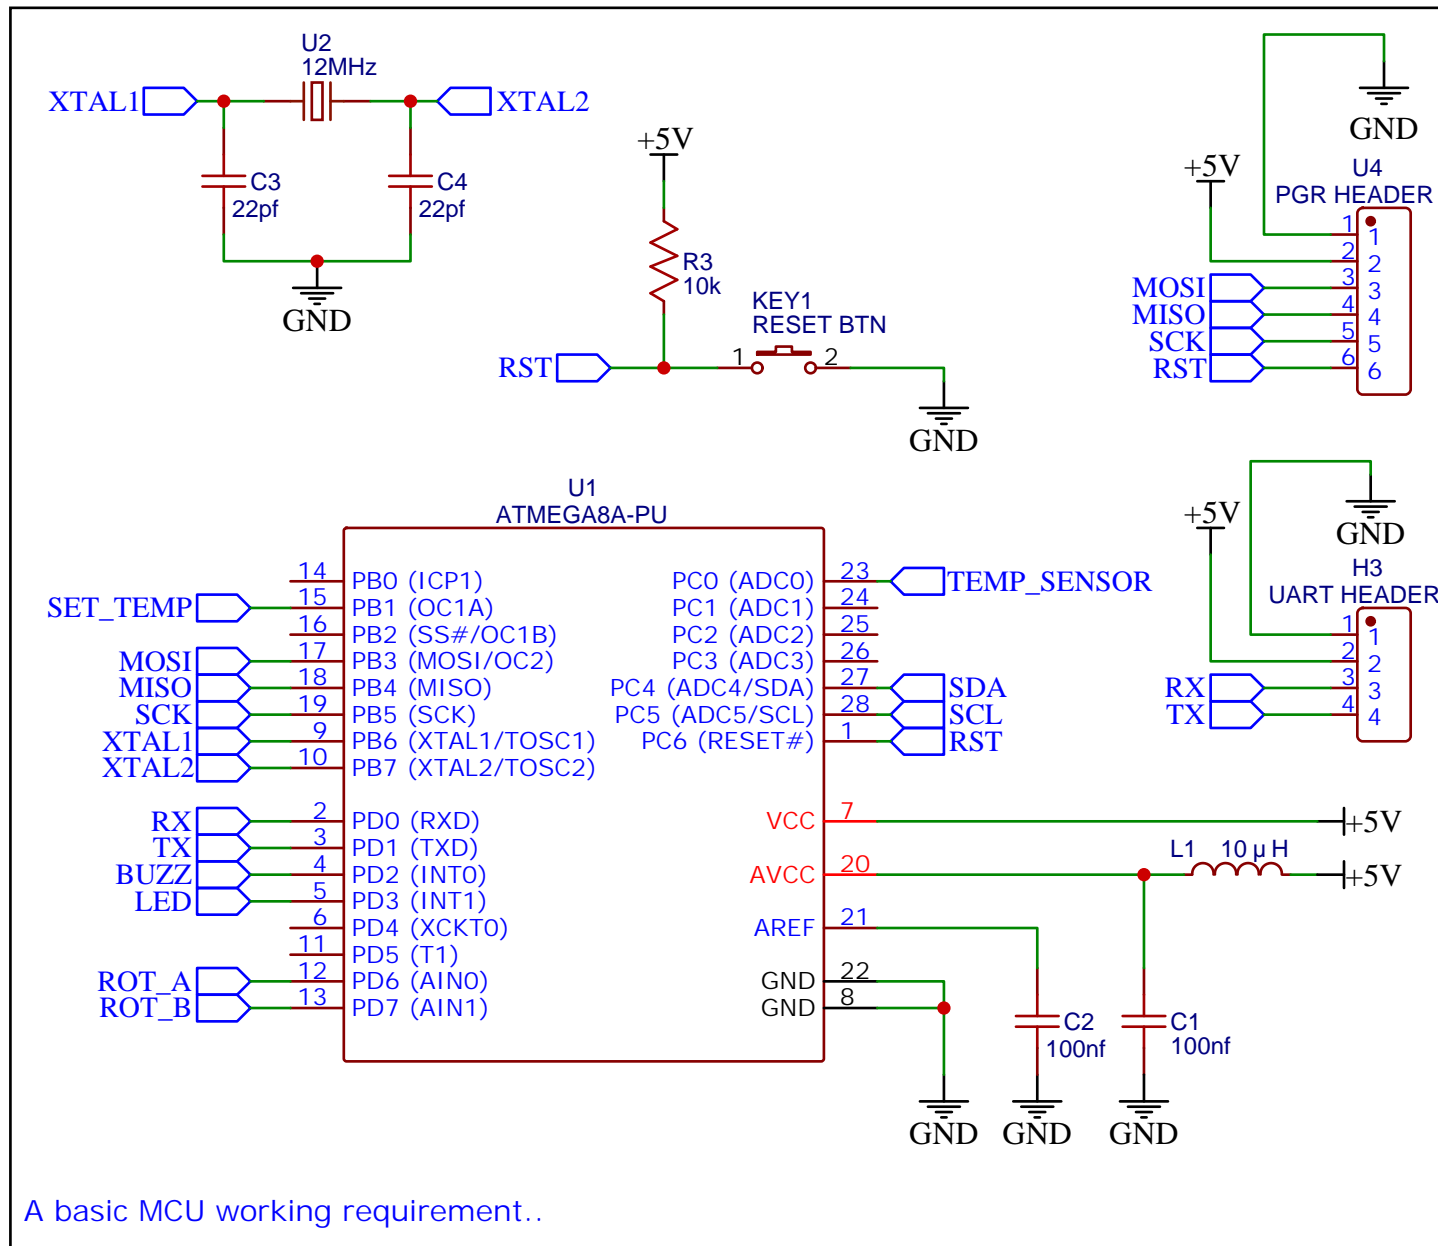 U2
12MHz
XTAL1
XTAL2
C3
22pf
C4
22pf
GND
+5V
R3
10k
KEY1
RESET BTN
RST
1
2
GND
GND
+5V
U4
PGR HEADER
1 1
2 2
MOSI 3 3
MISO 4 4
SCK 5 5
RST 6 6
GND
+5V
H3
UART HEADER
1 1
2 2
RX 3 3
TX 4 4
U1
ATMEGA8A-PU
14 PB0 (ICP1)
SET_TEMP 15 PB1 (OC1A)
16 PB2 (SS#/OC1B)
MOSI 17 PB3 (MOSI/OC2)
MISO 18 PB4 (MISO)
SCK 19 PB5 (SCK)
XTAL1 9 PB6 (XTAL1/TOSC1)
XTAL2 10 PB7 (XTAL2/TOSC2)
RX 2 PD0 (RXD)
TX 3 PD1 (TXD)
BUZZ 4 PD2 (INT0)
LED 5 PD3 (INT1)
6 PD4 (XCKT0)
11 PD5 (T1)
ROT_A 12 PD6 (AIN0)
ROT_B 13 PD7 (AIN1)
PC0 (ADC0) 23 TEMP_SENSOR
PC1 (ADC1) 24
PC2 (ADC2) 25
PC3 (ADC3) 26
PC4 (ADC4/SDA) 27 SDA
PC5 (ADC5/SCL) 28 SCL
PC6 (RESET#) 1 RST
VCC 7 +5V
L1 10 µ H
AVCC 20 +5V
AREF 21
GND 22
GND 8
C2
100nf
C1
100nf
GND
GND
GND
A basic MCU working requirement..